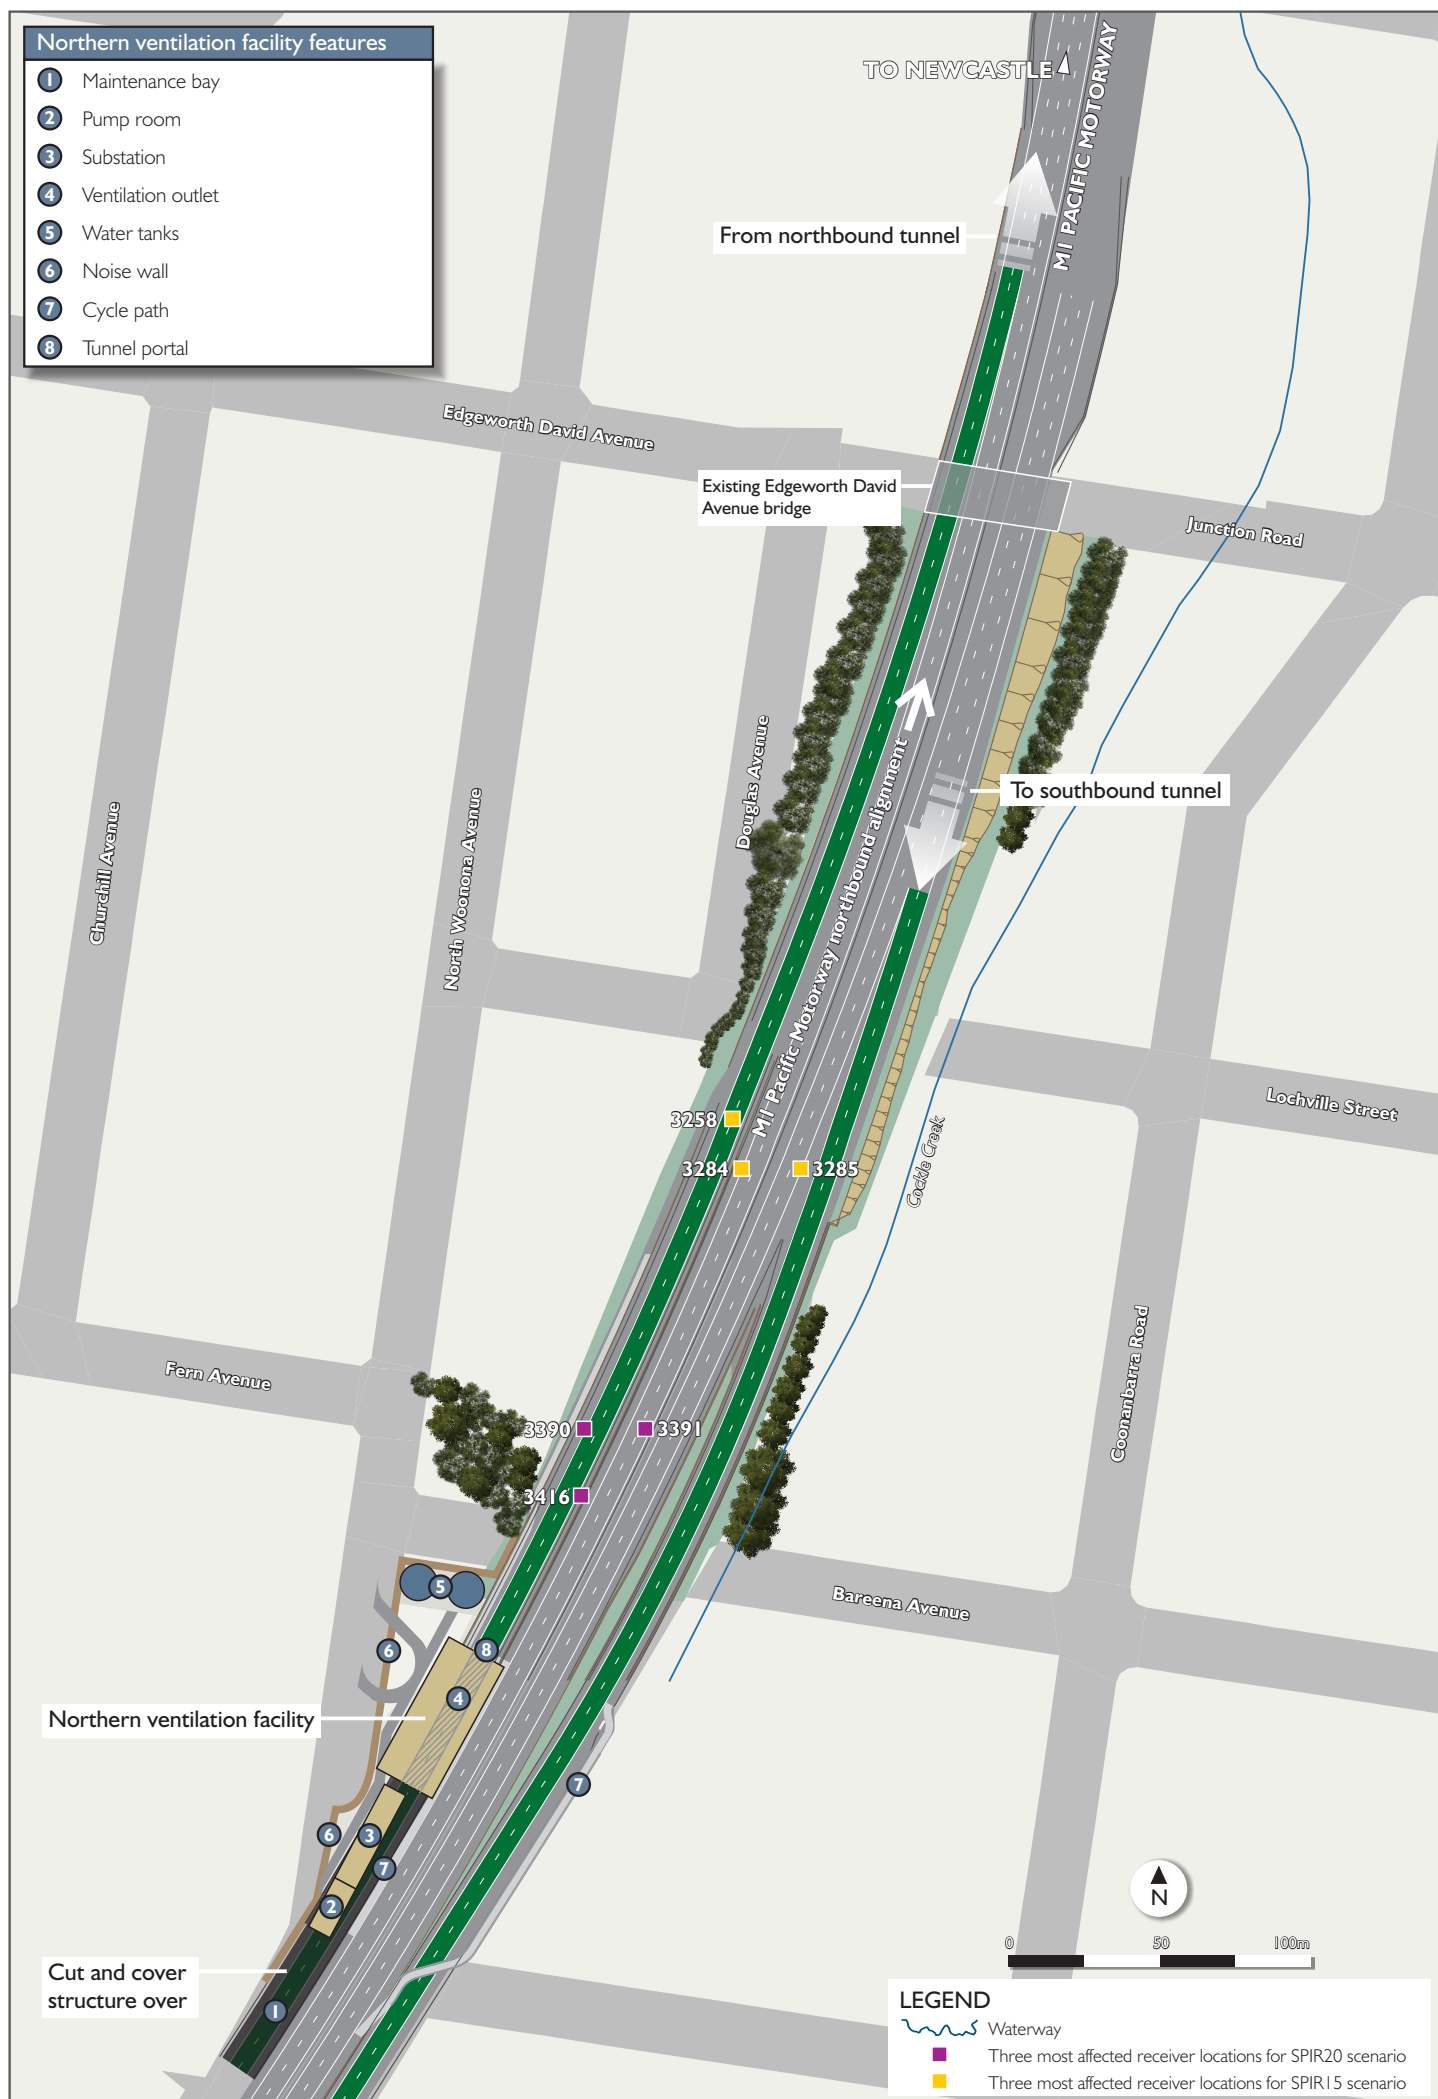 Northern ventilation facility features
1 Maintenance bay
2 Pump room
3 Substation
4 Ventilation outlet
5 Water tanks
6 Noise wall
7 Cycle path
8 Tunnel portal
TO NEWCASTLE
M1 PACIFIC MOTORWAY
From northbound tunnel
Edgeworth David Avenue
Existing Edgeworth David
Avenue bridge
Junction Road
Douglas Avenue
To southbound tunnel
Churchill Avenue
North Woonona Avenue
M1 Pacific Motorway northbound alignment
Lochville Street
3258
3284
3285
Cockle Creek
Fern Avenue
Coonanbarra Road
3390
3391
3416
5
Bareena Avenue
6
8
4
Northern ventilation facility
7
6
3
7
2
N
0 50 100m
Cut and cover
structure over
1
LEGEND
Waterway
Three most affected receiver locations for SPIR20 scenario
Three most affected receiver locations for SPIR15 scenario